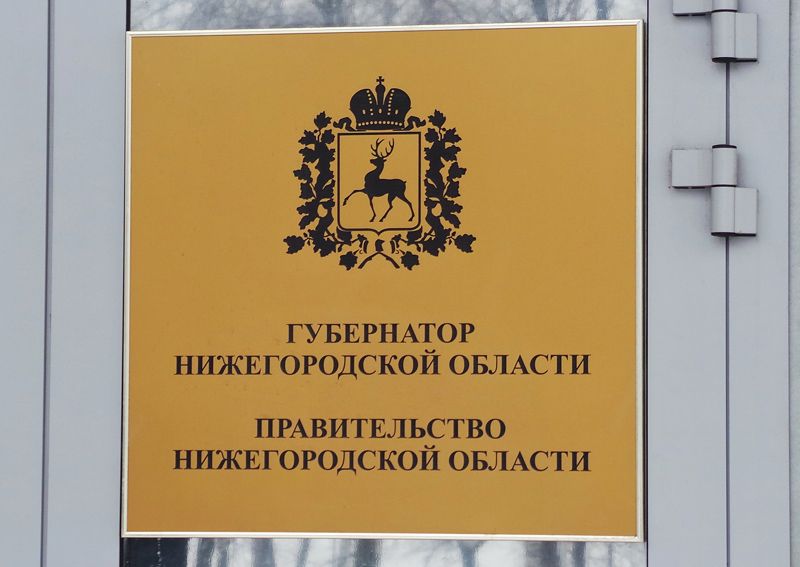 ГУБЕРНАТОР
НИЖЕГОРОДСКОЙ ОБЛАСТИ
ПРАВИТЕЛЬСТВО
НИЖЕГОРОДСКОЙ ОБЛАСТИ